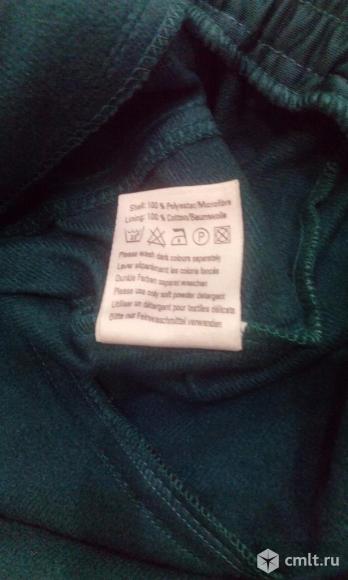 Shell: 100 % Polyester/Microfibre
Lining: 100 % Cotton/Baumwolle
P
Please wash dark colours separately
Laver séparément les coloris foncés
Dunkle Farben separat waschen
Please use only soft powder detergent
Utiliser un détergent pour textiles délicats
Bitte nur Feinwaschmittel verwenden
cmlt.ru